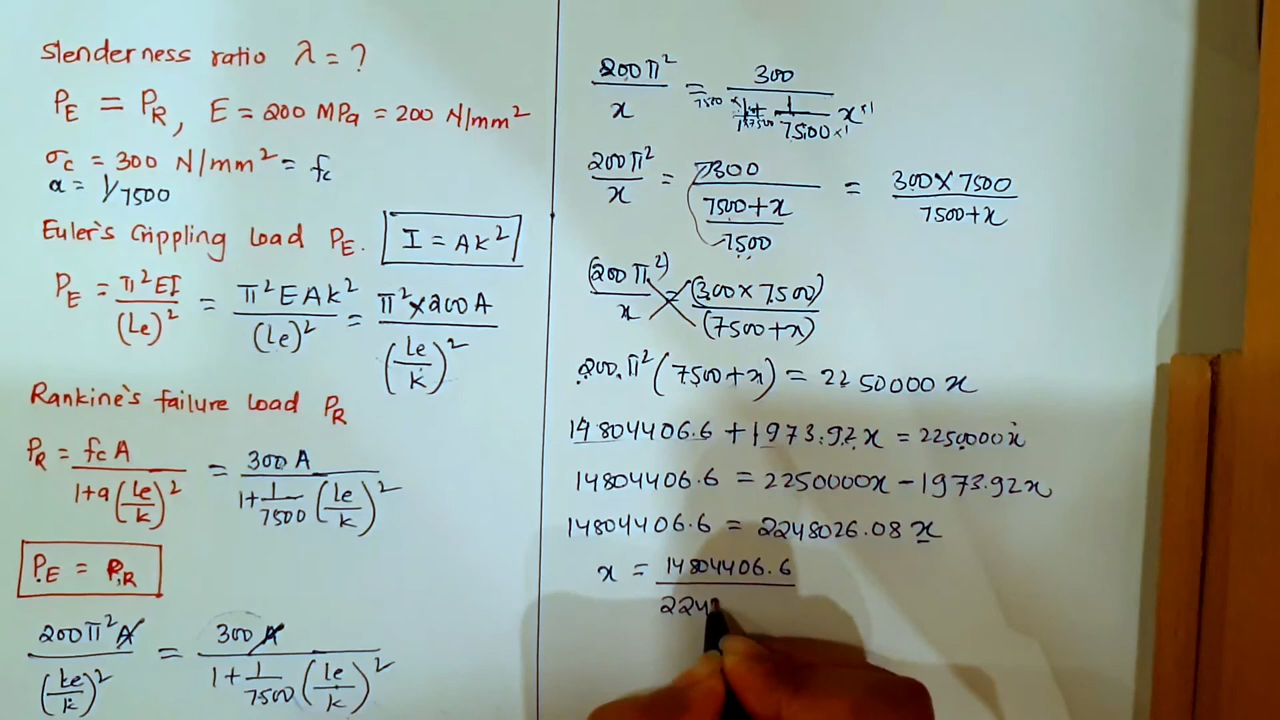 Slenderness ratio λ = ?
PE = PR, E = 200 MPa = 200 N/mm²
σc = 300 N/mm² = fc
a = 1/7500
Euler's Crippling Load PE. I = AK²
PE = π²EI/(Le)² = π²EAK²/(Le)² = π²×200A/(Le/k)²
Rankine's failure Load PR
PR = fcA/(1+a(Le/k)²) = 300A/(1+1/7500(Le/k)²)
PE = PR
200π²A/(Le/k)² = 300A/(1+1/7500(Le/k)²)
200π²/x = 300/(1+1/7500 x)
200π²/x = 300/((7500+x)/7500) = 300×7500/(7500+x)
(200π²)/x = (300×7500)/(7500+x)
200.π²(7500+x) = 2250000x
14804406.6 + 1973.92x = 2250000x
14804406.6 = 2250000x - 1973.92x
14804406.6 = 2248026.08x
x = 14804406.6/224